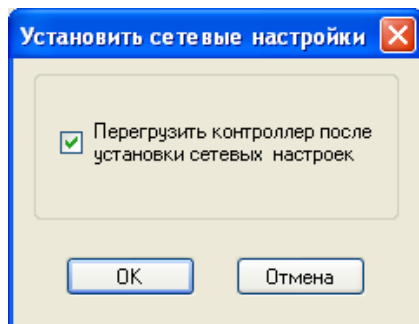 Установить сетевые настройки
Перегрузить контроллер после
установки сетевых настроек
OK
Отмена